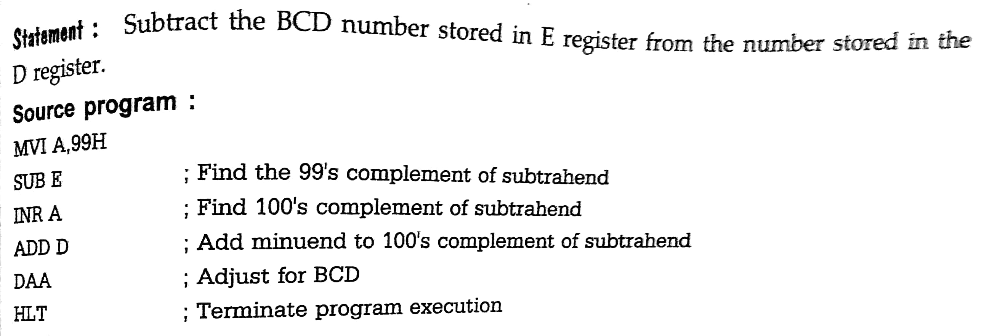 Statement : Subtract the BCD number stored in E register from the number stored in the
D register.
Source program :
MVI A,99H
SUB E ; Find the 99's complement of subtrahend
INR A ; Find 100's complement of subtrahend
ADD D ; Add minuend to 100's complement of subtrahend
DAA ; Adjust for BCD
HLT ; Terminate program execution